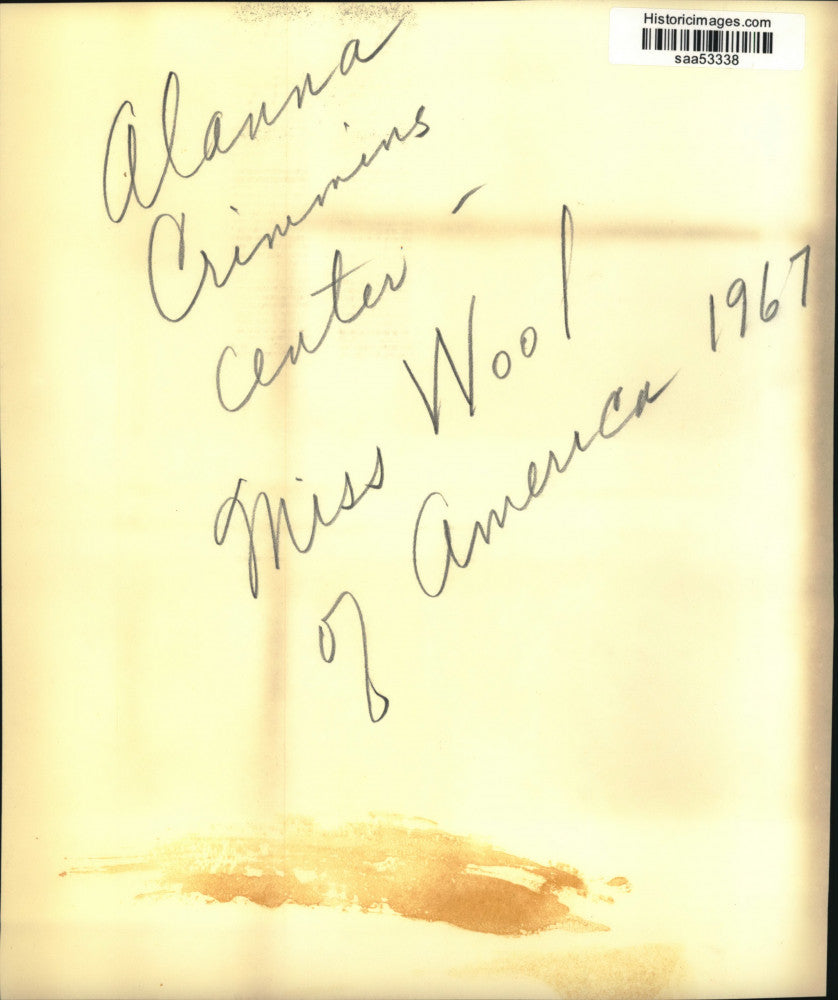 Historicimages.com
saa53338
Alanna
Crimmins
center -
Miss Wool
of America 1967